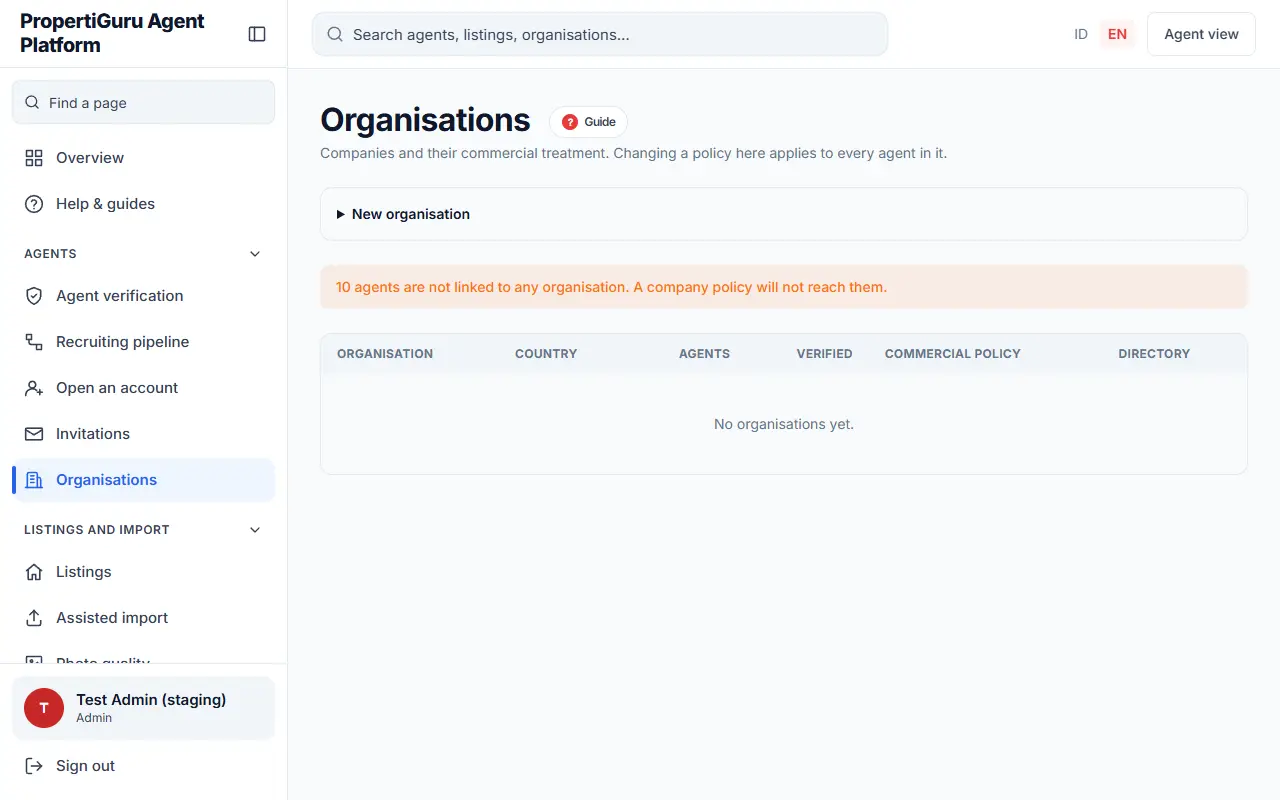 PropertiGuru Agent
Platform
Search agents, listings, organisations...
ID
EN
Agent view
Find a page
Overview
Help & guides
AGENTS
Agent verification
Recruiting pipeline
Open an account
Invitations
Organisations
LISTINGS AND IMPORT
Listings
Assisted import
Photo quality
T
Test Admin (staging)
Admin
Sign out
Organisations
? Guide
Companies and their commercial treatment. Changing a policy here applies to every agent in it.
New organisation
10 agents are not linked to any organisation. A company policy will not reach them.
ORGANISATION COUNTRY AGENTS VERIFIED COMMERCIAL POLICY DIRECTORY
No organisations yet.